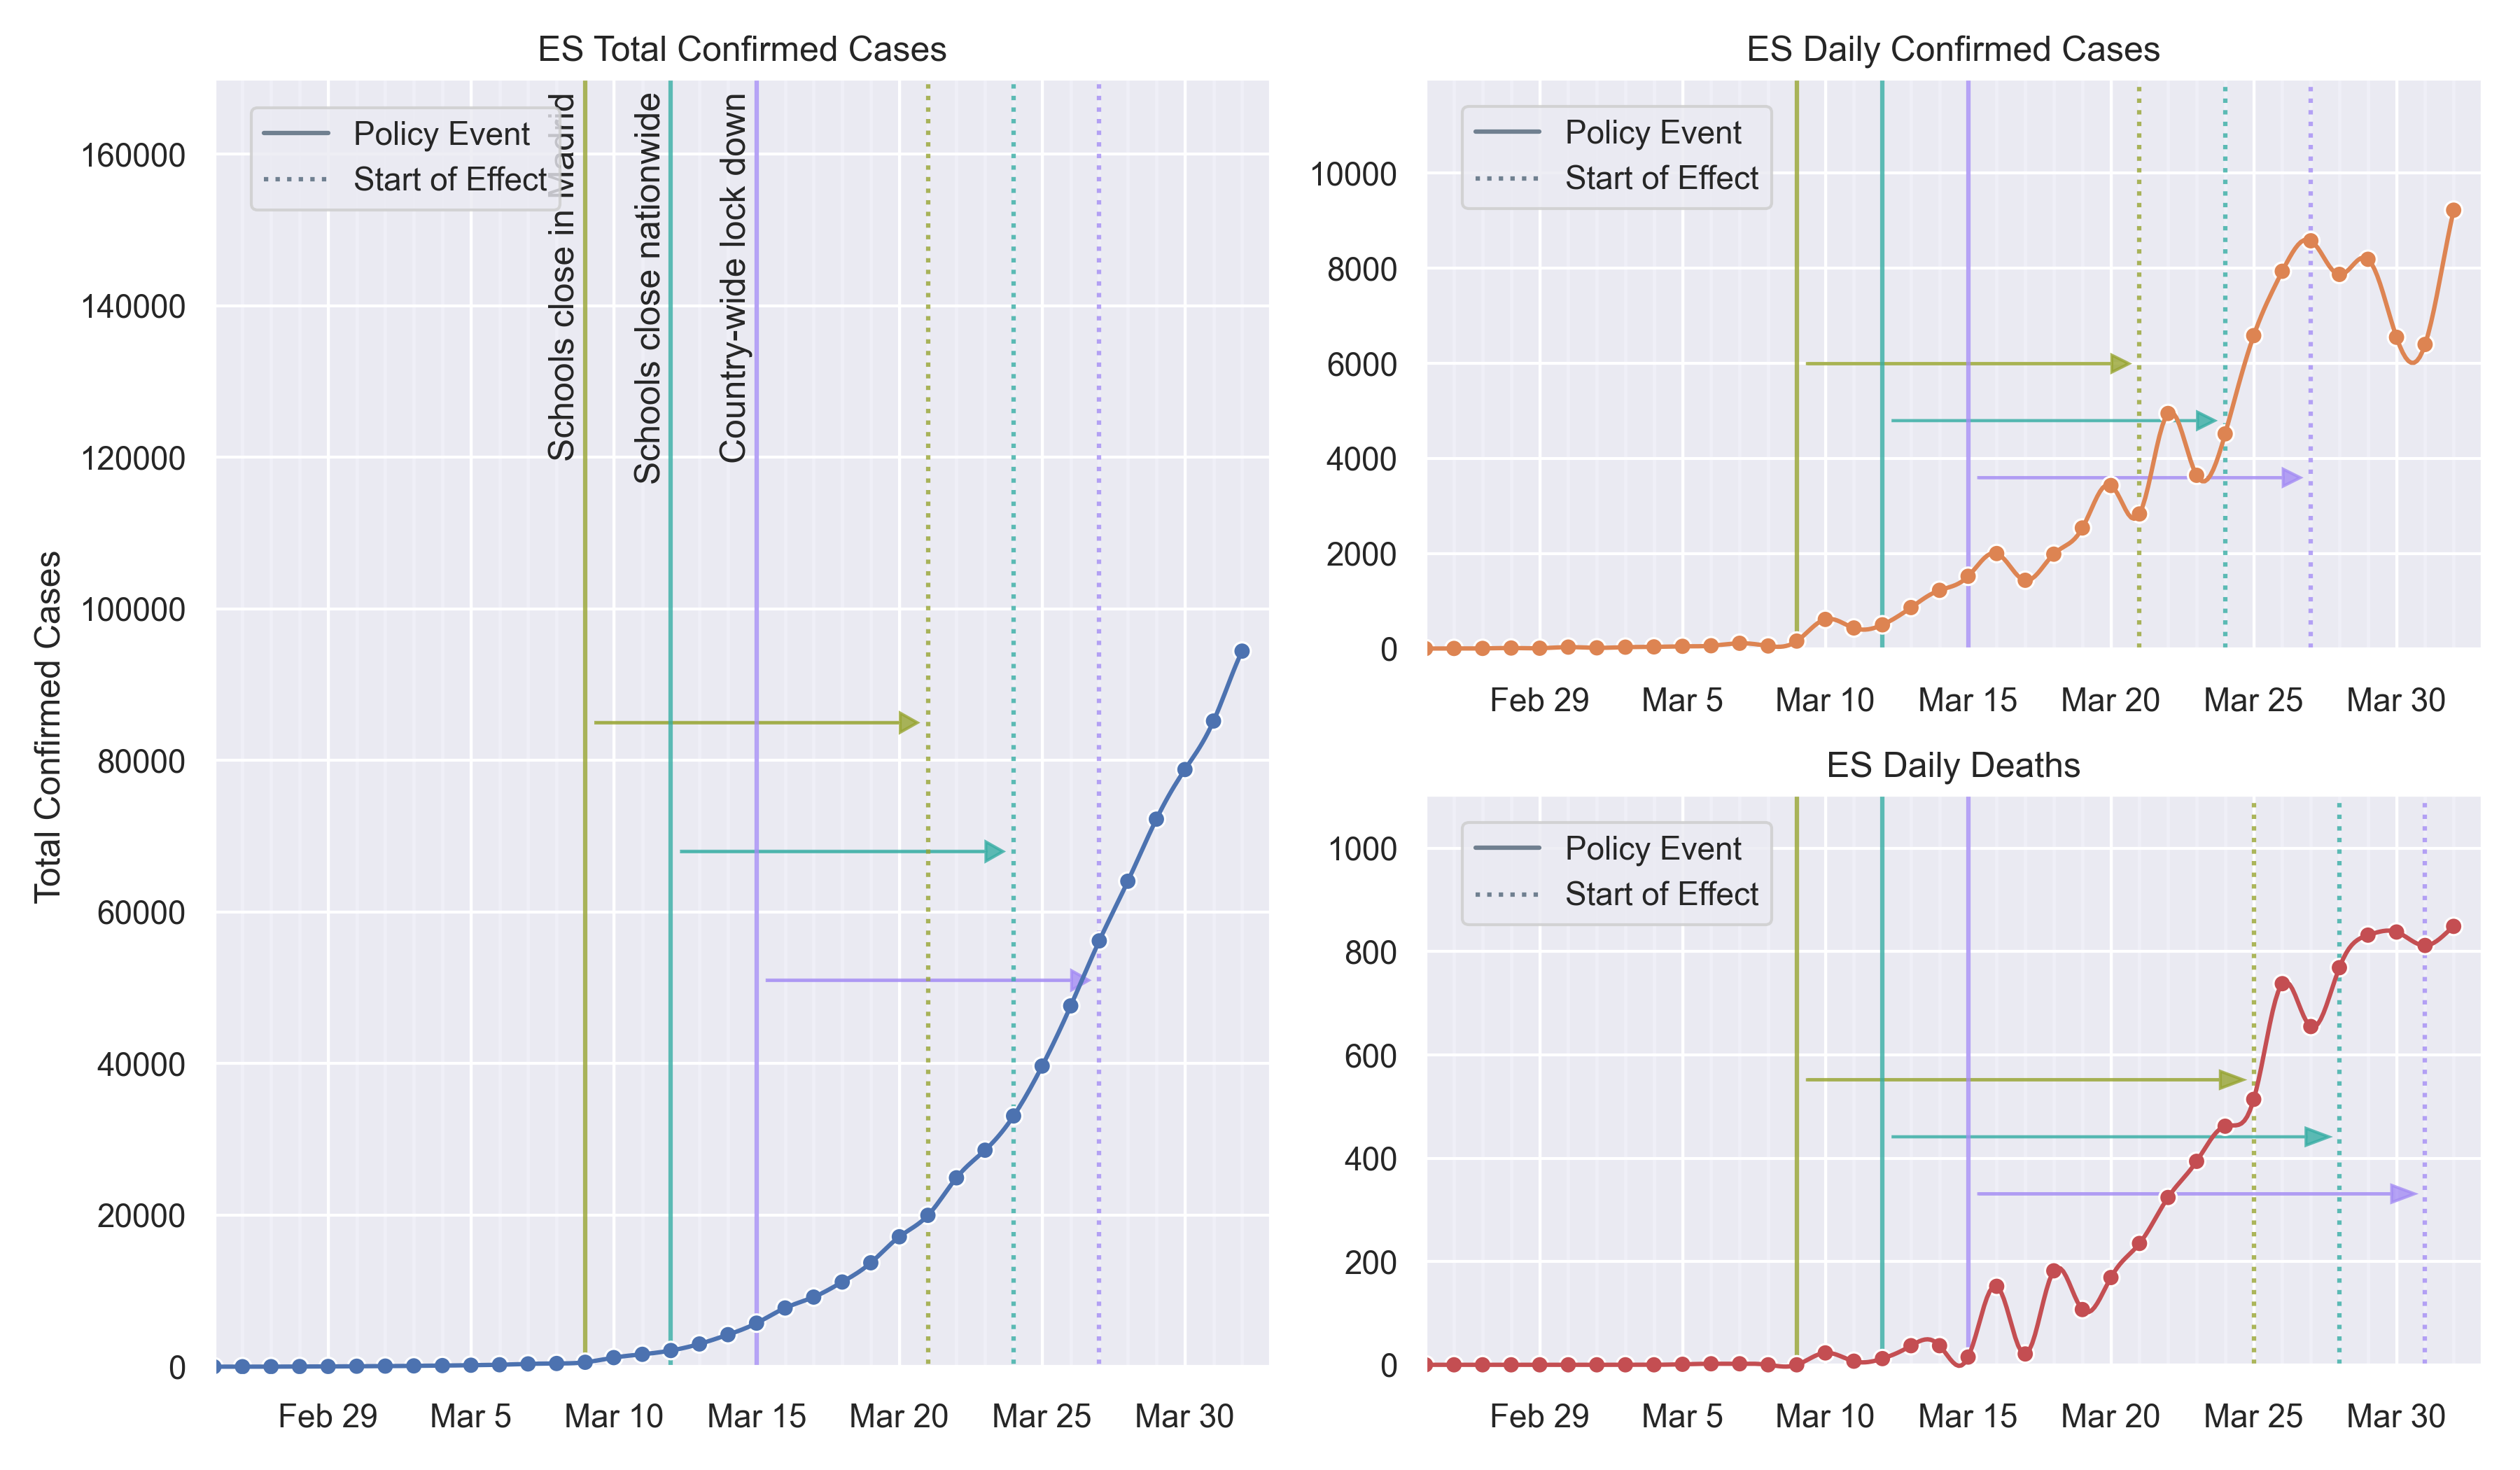 ES Total Confirmed Cases
Policy Event
Start of Effect
Schools close in Madrid
Schools close nationwide
Country-wide lock down
Total Confirmed Cases
160000
140000
120000
100000
80000
60000
40000
20000
0
Feb 29
Mar 5
Mar 10
Mar 15
Mar 20
Mar 25
Mar 30
ES Daily Confirmed Cases
Policy Event
Start of Effect
10000
8000
6000
4000
2000
0
Feb 29
Mar 5
Mar 10
Mar 15
Mar 20
Mar 25
Mar 30
ES Daily Deaths
Policy Event
Start of Effect
1000
800
600
400
200
0
Feb 29
Mar 5
Mar 10
Mar 15
Mar 20
Mar 25
Mar 30